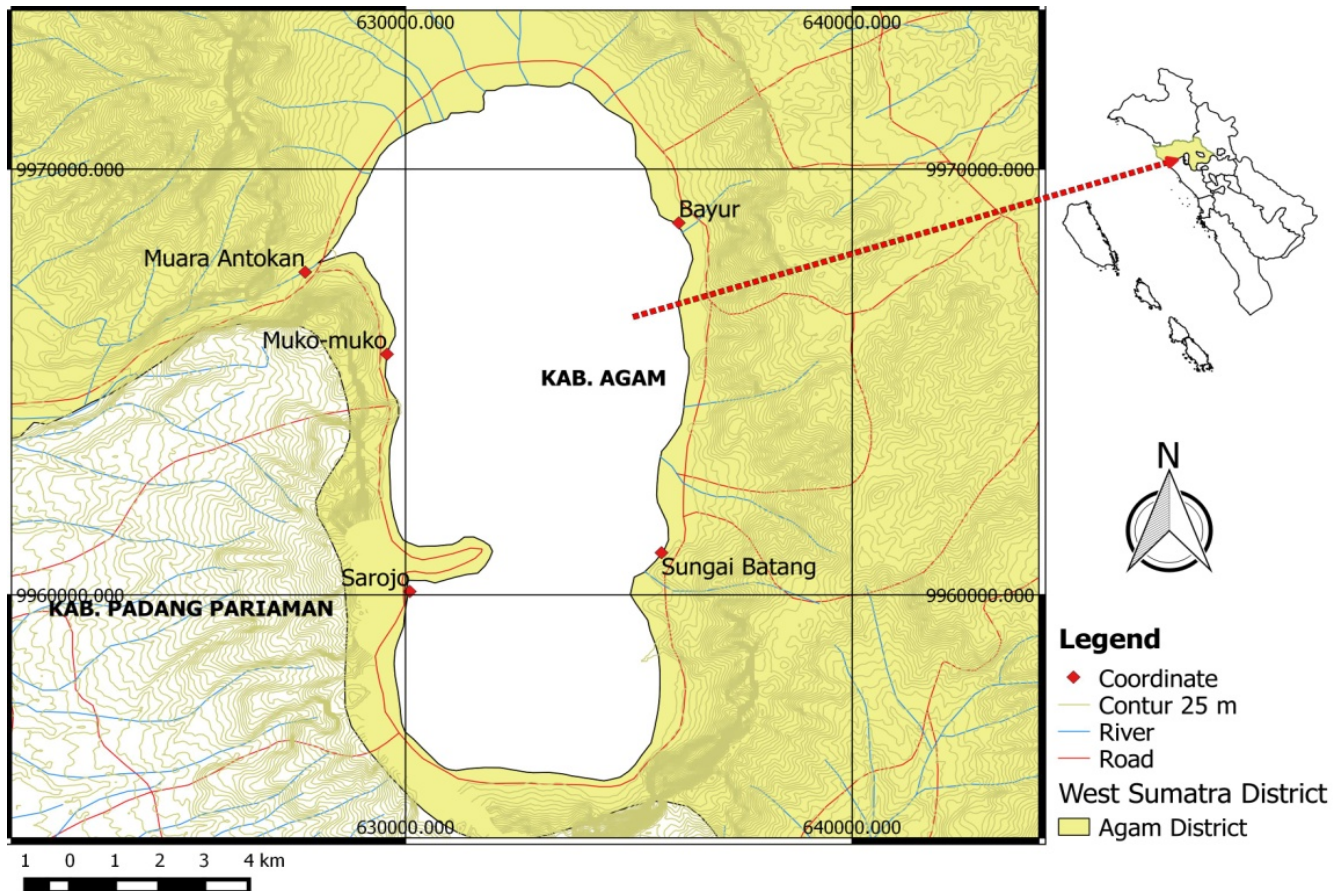 630000.000
640000.000
9970000.000
9970000.000
Bayur
Muara Antokan
Muko-muko
KAB. AGAM
Sungai Batang
Sarojo
9960000.000
9960000.000
KAB. PADANG PARIAMAN
630000.000
640000.000
1 0 1 2 3 4 km
N
Legend
Coordinate
Contur 25 m
River
Road
West Sumatra District
Agam District